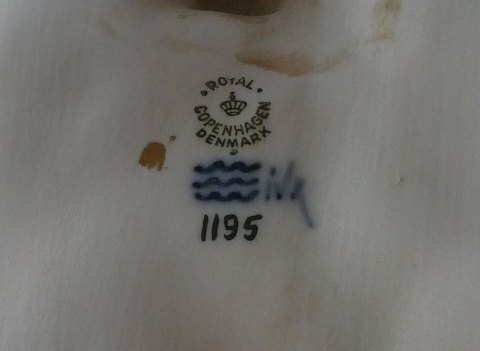 ROYAL
COPENHAGEN
DENMARK
1195